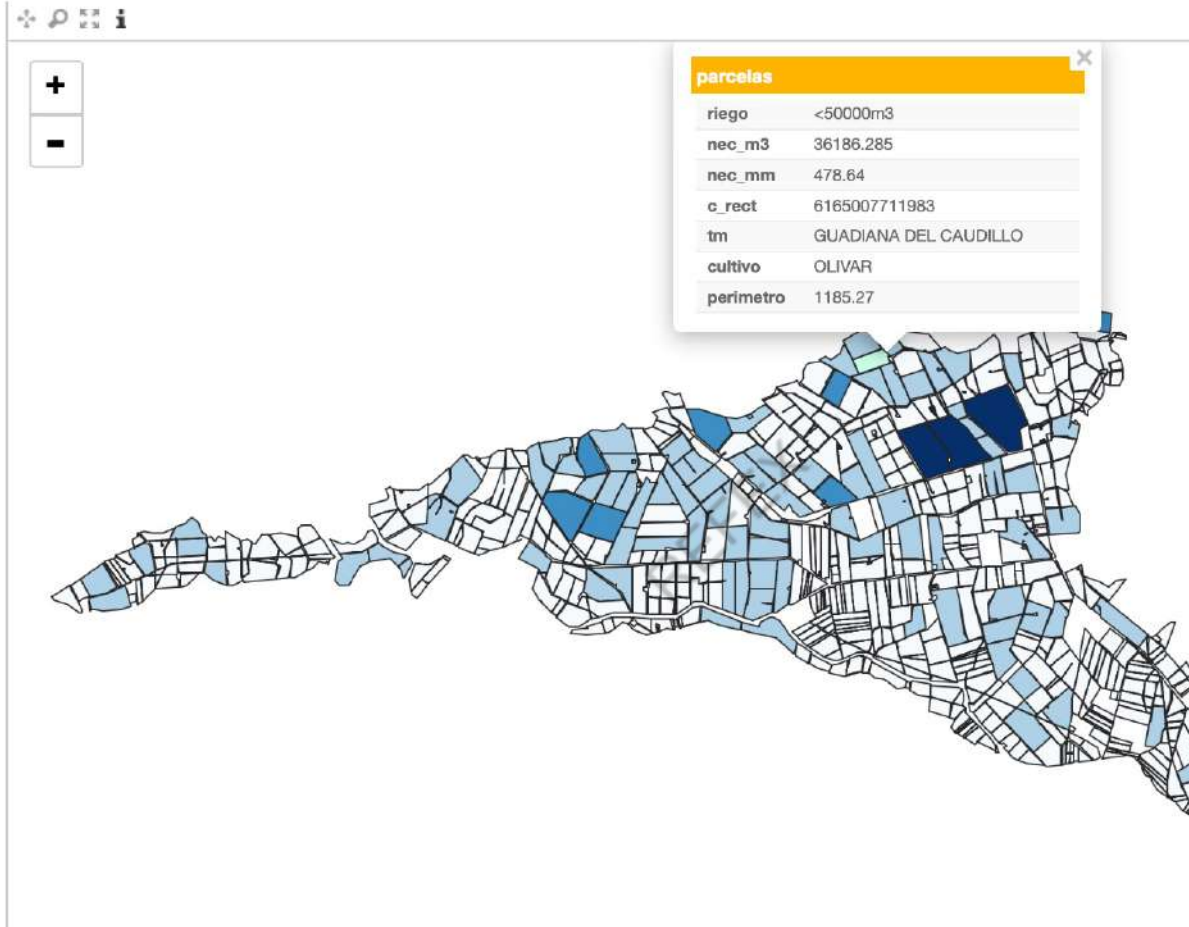 i
+
-
×
parcelas
riego <50000m3
nec_m3 36186.285
nec_mm 478.64
c_rect 6165007711983
tm GUADIANA DEL CAUDILLO
cultivo OLIVAR
perimetro 1185.27